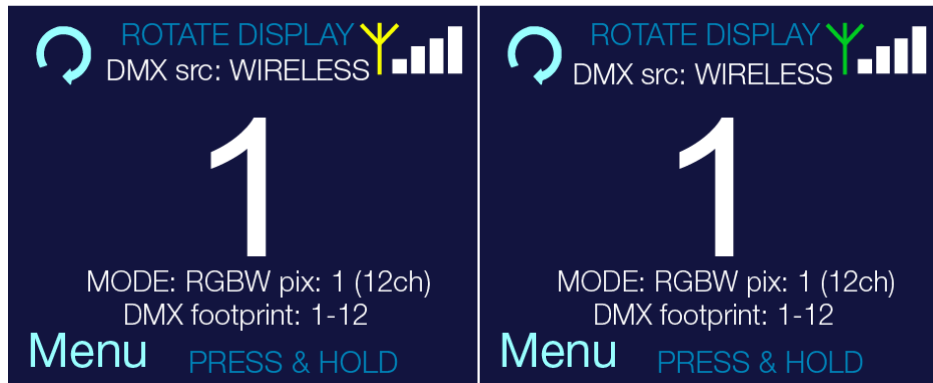 ROTATE DISPLAY
DMX src: WIRELESS
1
MODE: RGBW pix: 1 (12ch)
DMX footprint: 1-12
Menu PRESS & HOLD
ROTATE DISPLAY
DMX src: WIRELESS
1
MODE: RGBW pix: 1 (12ch)
DMX footprint: 1-12
Menu PRESS & HOLD